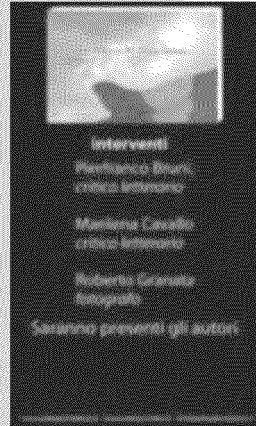 interventi
Pierfranco Bruni,
critico letterario
Marilena Cavallo
critico letterario
Roberto Granata
fotografo
Saranno presenti gli autori